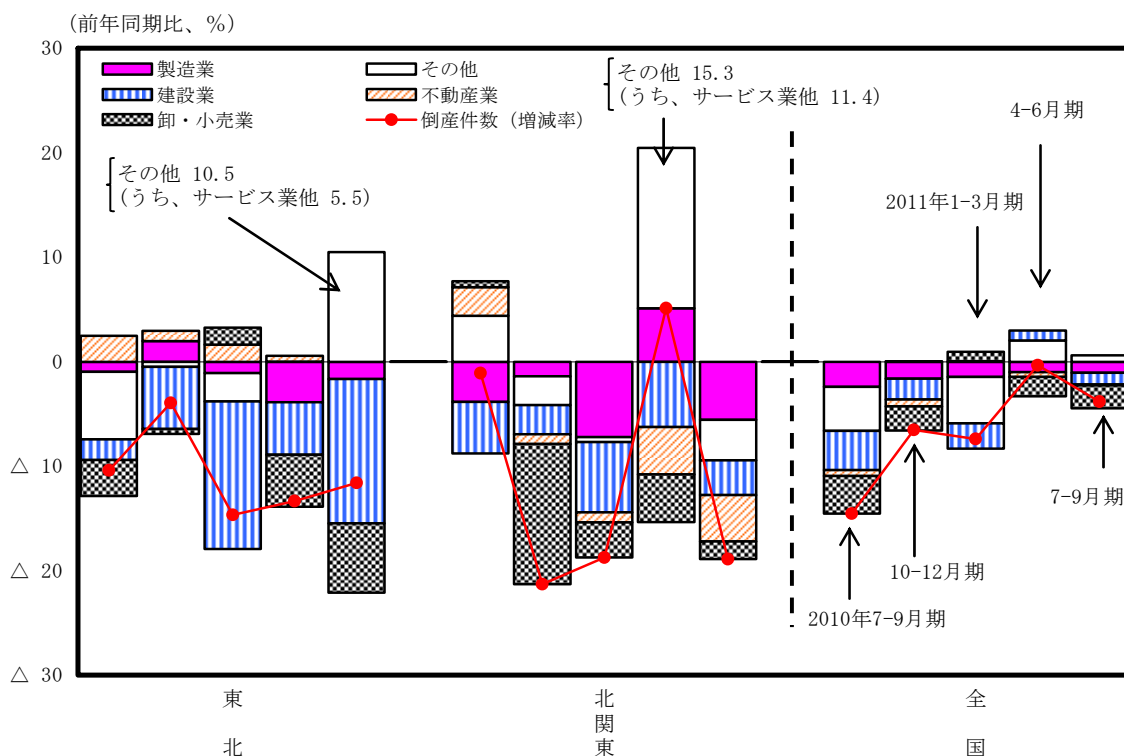 (前年同期比、%)
30
20
10
0
△ 10
△ 20
△ 30
製造業
その他
建設業
不動産業
卸・小売業
倒産件数（増減率）
その他 10.5
(うち、サービス業他 5.5)
その他 15.3
(うち、サービス業他 11.4)
4-6月期
2011年1-3月期
7-9月期
10-12月期
2010年7-9月期
東北
北関東
全国